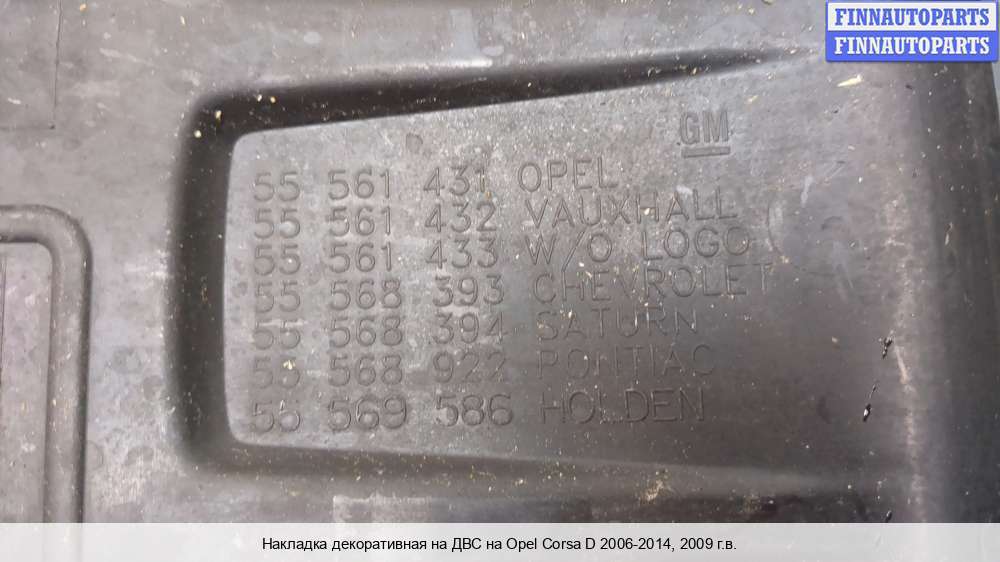 FINNAUTOPARTS
FINNAUTOPARTS
GM
55 561 431 OPEL
55 561 432 VAUXHALL
55 561 433 W/O LOGO
55 568 393 CHEVROLET
55 568 394 SATURN
55 568 922 PONTIAC
55 569 586 HOLDEN
Накладка декоративная на ДВС на Opel Corsa D 2006-2014, 2009 г.в.